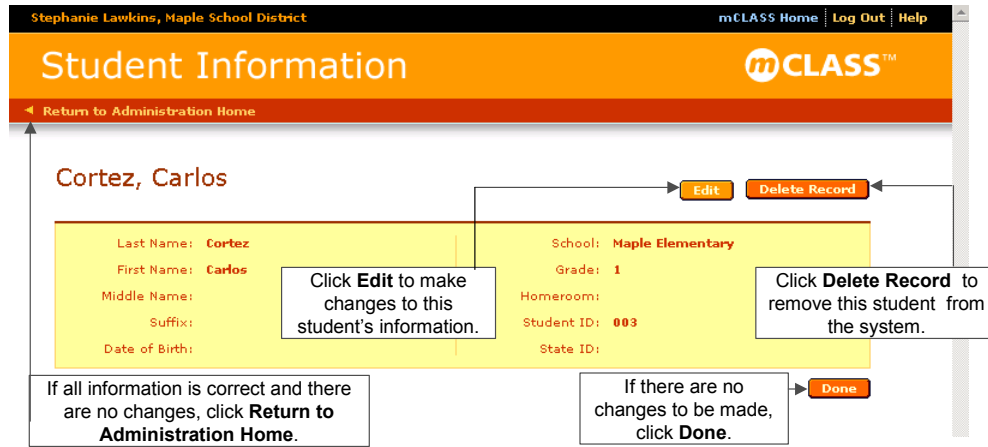 Stephanie Lawkins, Maple School District
mCLASS Home Log Out Help
Student Information
mCLASS™
Return to Administration Home
Cortez, Carlos
Edit
Delete Record
Last Name: Cortez
First Name: Carlos
Middle Name:
Suffix:
Date of Birth:
School: Maple Elementary
Grade: 1
Homeroom:
Student ID: 003
State ID:
Click Edit to make
changes to this
student's information.
Click Delete Record to
remove this student from
the system.
If all information is correct and there
are no changes, click Return to
Administration Home.
If there are no
changes to be made,
click Done.
Done